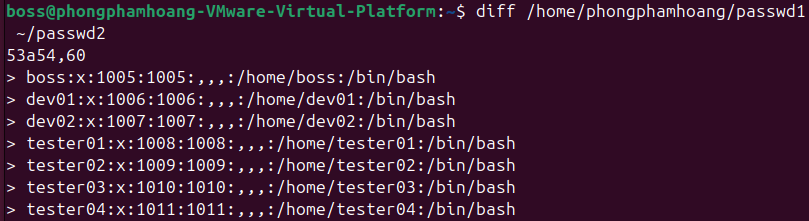 boss@phongphamhoang-VMware-Virtual-Platform:~$ diff /home/phongphamhoang/passwd1
 ~/passwd2
53a54,60
> boss:x:1005:1005:,,,:/home/boss:/bin/bash
> dev01:x:1006:1006:,,,:/home/dev01:/bin/bash
> dev02:x:1007:1007:,,,:/home/dev02:/bin/bash
> tester01:x:1008:1008:,,,:/home/tester01:/bin/bash
> tester02:x:1009:1009:,,,:/home/tester02:/bin/bash
> tester03:x:1010:1010:,,,:/home/tester03:/bin/bash
> tester04:x:1011:1011:,,,:/home/tester04:/bin/bash